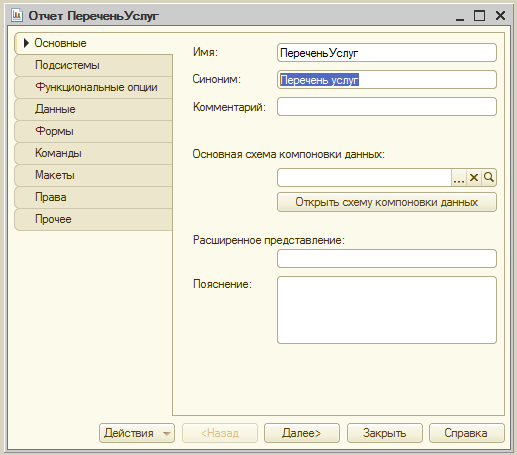 Отчет ПереченьУслуг
Основные
Подсистемы
Функциональные опции
Данные
Формы
Команды
Макеты
Права
Прочее
Имя: ПереченьУслуг
Синоним: Перечень услуг
Комментарий:
Основная схема компоновки данных:
...
Открыть схему компоновки данных
Расширенное представление:
Пояснение:
Действия <Назад Далее> Закрыть Справка